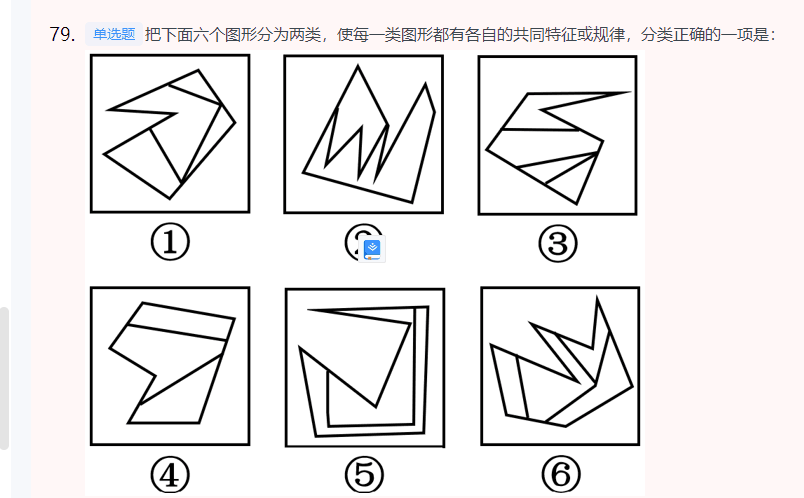 79. 单选题 把下面六个图形分为两类，使每一类图形都有各自的共同特征或规律，分类正确的一项是：
① ② ③
④ ⑤ ⑥